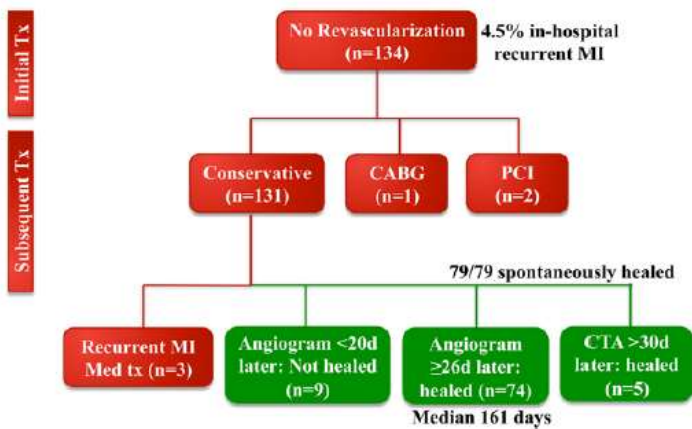 Initial Tx
No Revascularization
(n=134)
4.5% in-hospital
recurrent MI
Subsequent Tx
Conservative
(n=131)
CABG
(n=1)
PCI
(n=2)
79/79 spontaneously healed
Recurrent MI
Med tx (n=3)
Angiogram <20d
later: Not healed
(n=9)
Angiogram
≥26d later:
healed (n=74)
CTA >30d
later: healed
(n=5)
Median 161 days